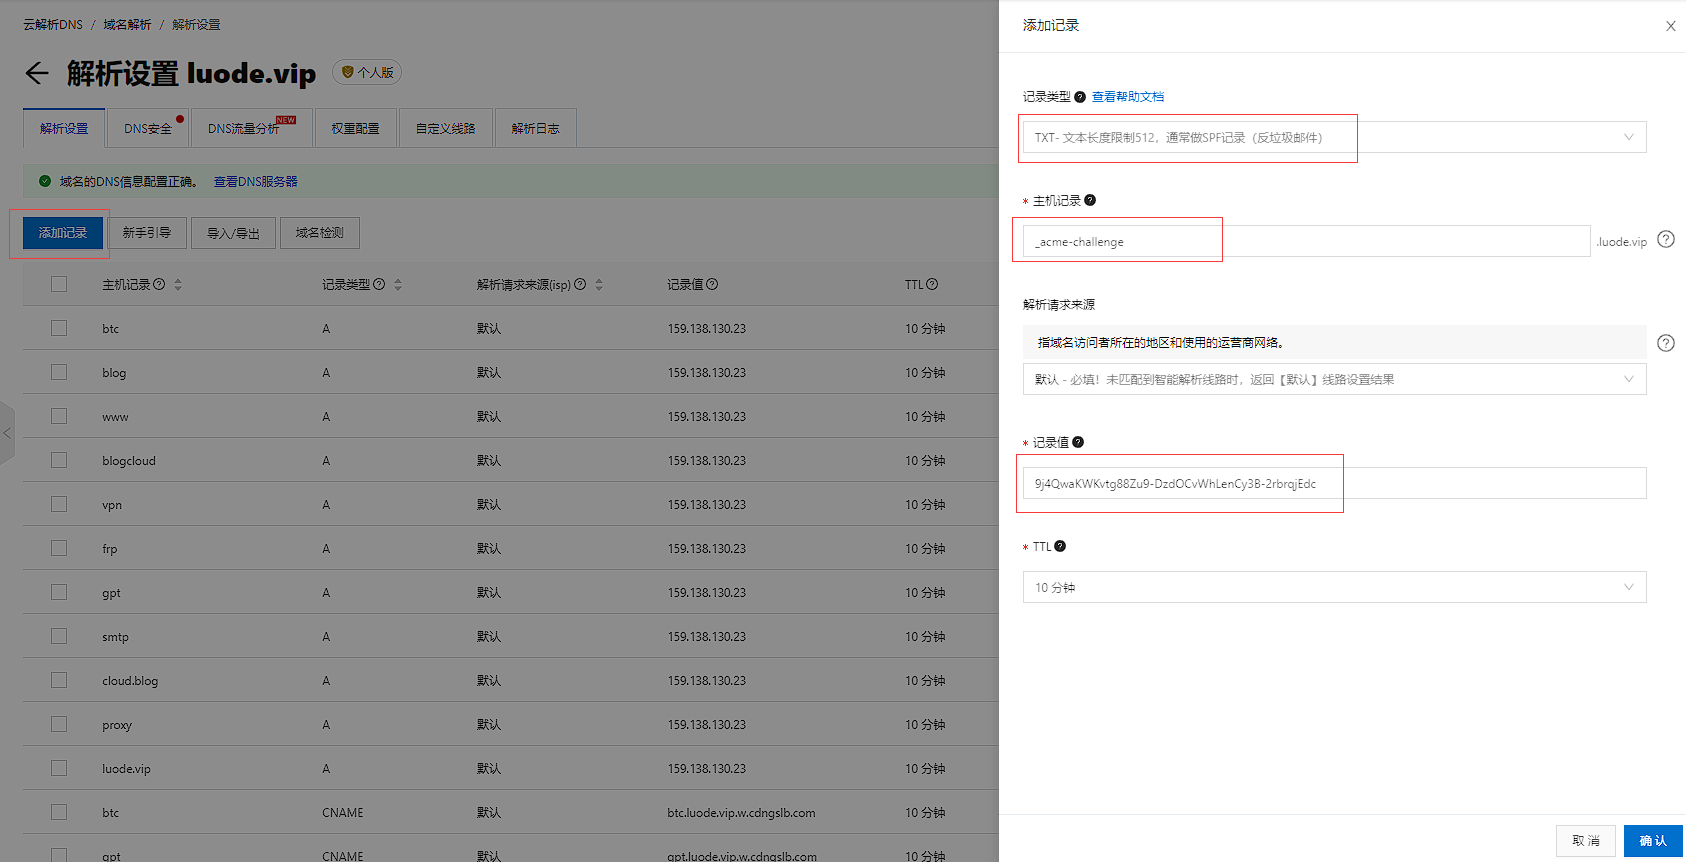 云解析DNS / 域名解析 / 解析设置
解析设置 luode.vip 个人版
解析设置 DNS安全 DNS流量分析 NEW 权重配置 自定义线路 解析日志
域名的DNS信息配置正确。 查看DNS服务器
添加记录 新手引导 导入/导出 域名检测
主机记录 记录类型 解析请求来源(isp) 记录值 TTL
btc A 默认 159.138.130.23 10 分钟
blog A 默认 159.138.130.23 10 分钟
www A 默认 159.138.130.23 10 分钟
blogcloud A 默认 159.138.130.23 10 分钟
vpn A 默认 159.138.130.23 10 分钟
frp A 默认 159.138.130.23 10 分钟
gpt A 默认 159.138.130.23 10 分钟
smtp A 默认 159.138.130.23 10 分钟
cloud.blog A 默认 159.138.130.23 10 分钟
proxy A 默认 159.138.130.23 10 分钟
luode.vip A 默认 159.138.130.23 10 分钟
btc CNAME 默认 btc.luode.vip.w.cdngslb.com 10 分钟
gpt CNAME 默认 gpt.luode.vip.w.cdngslb.com 10 分钟
添加记录
记录类型 查看帮助文档
TXT- 文本长度限制512，通常做SPF记录（反垃圾邮件）
* 主机记录
_acme-challenge .luode.vip
解析请求来源
指域名访问者所在的地区和使用的运营商网络。
默认 - 必填！未匹配到智能解析线路时，返回【默认】线路设置结果
* 记录值
9j4QwaKWKvtg88Zu9-DzdOCvWhLenCy3B-2rbrqjEdc
* TTL
10 分钟
取消 确认